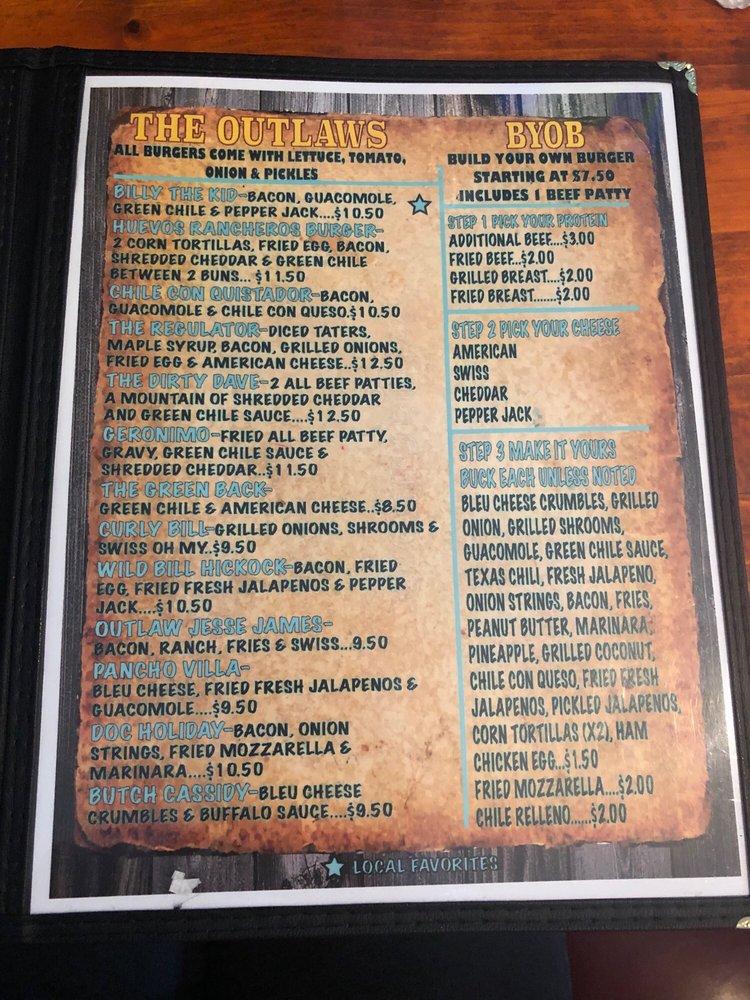 THE OUTLAWS
ALL BURGERS COME WITH LETTUCE, TOMATO,
ONION & PICKLES
BILLY THE KID-BACON, GUACOMOLE,
GREEN CHILE & PEPPER JACK....$10.50
HUEVOS RANCHEROS BURGER-
2 CORN TORTILLAS, FRIED EGG, BACON,
SHREDDED CHEDDAR & GREEN CHILE
BETWEEN 2 BUNS... $11.50
CHILE CON QUISTADOR-BACON,
GUACOMOLE & CHILE CON QUESO.$10.50
THE REGULATOR-DICED TATERS,
MAPLE SYRUP, BACON, GRILLED ONIONS,
FRIED EGG & AMERICAN CHEESE..$12.50
THE DIRTY DAVE-2 ALL BEEF PATTIES,
A MOUNTAIN OF SHREDDED CHEDDAR
AND GREEN CHILE SAUCE....$12.50
GERONIMO-FRIED ALL BEEF PATTY,
GRAVY, GREEN CHILE SAUCE &
SHREDDED CHEDDAR..$11.50
THE GREEN BACK-
GREEN CHILE & AMERICAN CHEESE..$8.50
CURLY BILL-GRILLED ONIONS, SHROOMS &
SWISS OH MY..$9.50
WILD BILL HICKOCK-BACON, FRIED
EGG, FRIED FRESH JALAPENOS & PEPPER
JACK....$10.50
OUTLAW JESSE JAMES-
BACON, RANCH, FRIES & SWISS...9.50
PANCHO VILLA-
BLEU CHEESE, FRIED FRESH JALAPENOS &
GUACOMOLE....$9.50
DOC HOLIDAY-BACON, ONION
STRINGS, FRIED MOZZARELLA &
MARINARA....$10.50
BUTCH CASSIDY-BLEU CHEESE
CRUMBLES & BUFFALO SAUCE....$9.50
BYOB
BUILD YOUR OWN BURGER
STARTING AT $7.50
INCLUDES 1 BEEF PATTY
STEP 1 PICK YOUR PROTEIN
ADDITIONAL BEEF...$3.00
FRIED BEEF...$2.00
GRILLED BREAST....$2.00
FRIED BREAST.......$2.00
STEP 2 PICK YOUR CHEESE
AMERICAN
SWISS
CHEDDAR
PEPPER JACK
STEP 3 MAKE IT YOURS
BUCK EACH UNLESS NOTED
BLEU CHEESE CRUMBLES, GRILLED
ONION, GRILLED SHROOMS,
GUACOMOLE, GREEN CHILE SAUCE,
TEXAS CHILI, FRESH JALAPENO,
ONION STRINGS, BACON, FRIES,
PEANUT BUTTER, MARINARA,
PINEAPPLE, GRILLED COCONUT,
CHILE CON QUESO, FRIED FRESH
JALAPENOS, PICKLED JALAPENOS,
CORN TORTILLAS (X2), HAM
CHICKEN EGG...$1.50
FRIED MOZZARELLA....$2.00
CHILE RELLENO......$2.00
LOCAL FAVORITES